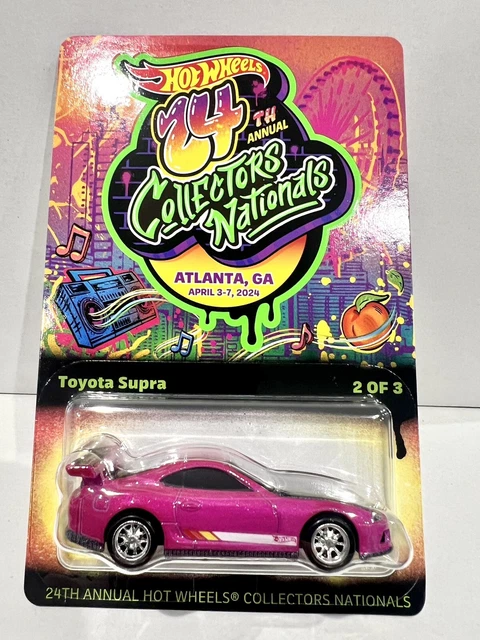 HOT WHEELS
24TH
ANNUAL
COLLECTORS
NATIONALS
ATLANTA, GA
APRIL 3-7, 2024
Toyota Supra
2 OF 3
24TH ANNUAL HOT WHEELS® COLLECTORS NATIONALS